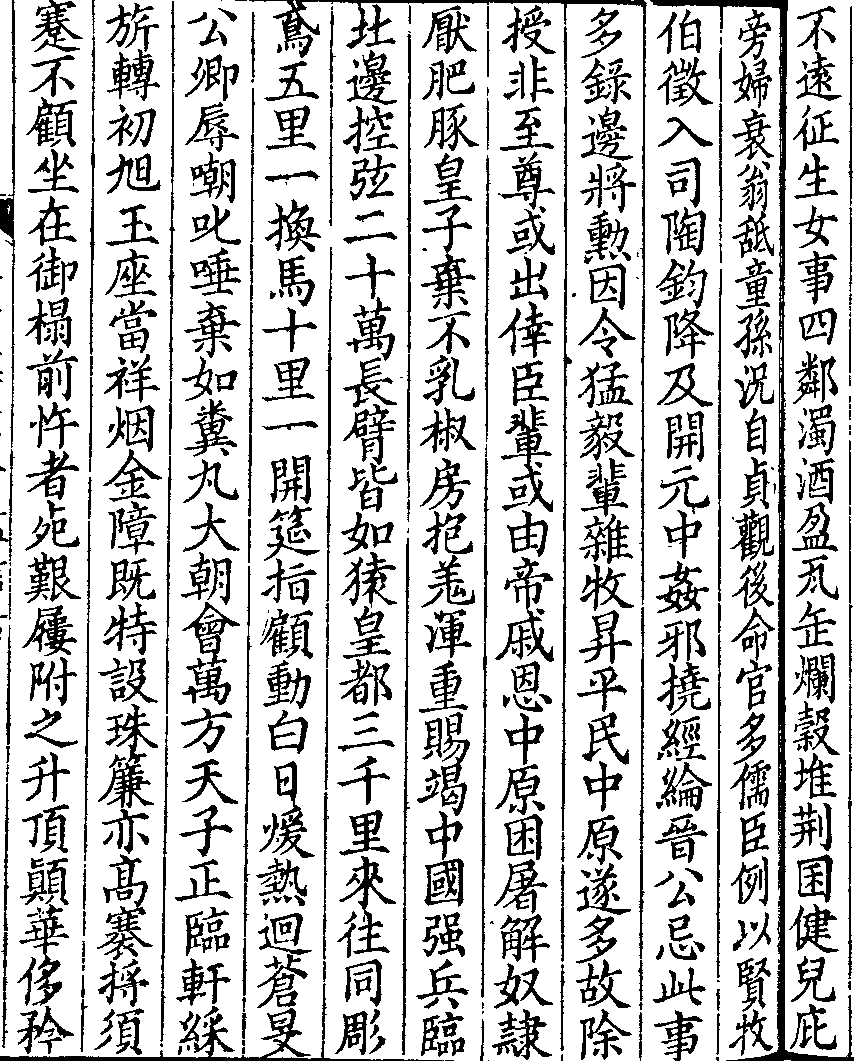 不遠征生女事四鄰濁酒盈瓦缶爛穀堆荆囷健兒庇
旁婦衰翁舐童孫況自貞觀後命官多儒臣例以賢牧
伯徵入司陶鈞降及開元中姦邪撓經綸晉公忌此事
多錄邊將勳因令猛毅輩雜牧昇平民中原遂多故除
授非至尊或出倖臣輩或由帝戚恩中原困屠解奴隸
厭肥豚皇子棄不乳椒房抱羗渾重賜竭中國强兵臨
北邊控弦二十萬長臂皆如猿皇都三千里來往同彫
鳶五里一換馬十里一開筵指顧動白日煖熱迴蒼旻
公卿辱嘲叱唾棄如糞丸大朝會萬方天子正臨軒綵
旂轉初旭玉座當祥烟金障既特設珠簾亦高褰捋須
蹇不顧坐在御榻前忤者死艱屨附之升頂顛華侈矜